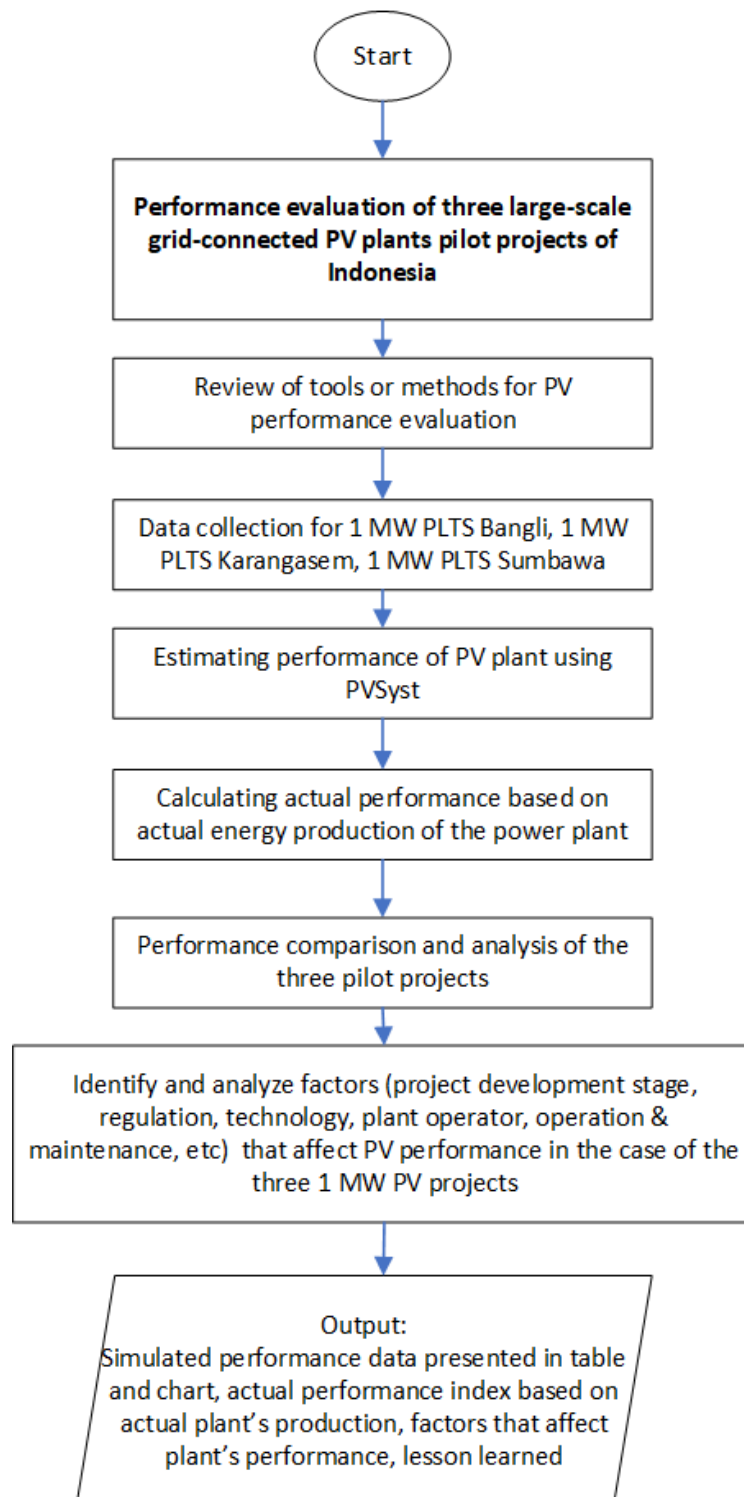 Start
Performance evaluation of three large-scale
grid-connected PV plants pilot projects of
Indonesia
Review of tools or methods for PV
performance evaluation
Data collection for 1 MW PLTS Bangli, 1 MW
PLTS Karangasem, 1 MW PLTS Sumbawa
Estimating performance of PV plant using
PVSyst
Calculating actual performance based on
actual energy production of the power plant
Performance comparison and analysis of the
three pilot projects
Identify and analyze factors (project development stage,
regulation, technology, plant operator, operation &
maintenance, etc)  that affect PV performance in the case of the
three 1 MW PV projects
Output:
Simulated performance data presented in table
and chart, actual performance index based on
actual plant’s production, factors that affect
plant’s performance, lesson learned